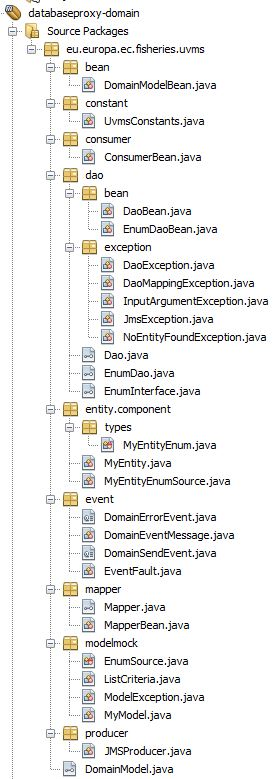 databaseproxy-domain
Source Packages
eu.europa.ec.fisheries.uvms
bean
DomainModelBean.java
constant
UvmsConstants.java
consumer
ConsumerBean.java
dao
bean
DaoBean.java
EnumDaoBean.java
exception
DaoException.java
DaoMappingException.java
InputArgumentException.java
JmsException.java
NoEntityFoundException.java
Dao.java
EnumDao.java
EnumInterface.java
entity.component
types
MyEntityEnum.java
MyEntity.java
MyEntityEnumSource.java
event
DomainErrorEvent.java
DomainEventMessage.java
DomainSendEvent.java
EventFault.java
mapper
Mapper.java
MapperBean.java
modelmock
EnumSource.java
ListCriteria.java
ModelException.java
MyModel.java
producer
JMSProducer.java
DomainModel.java